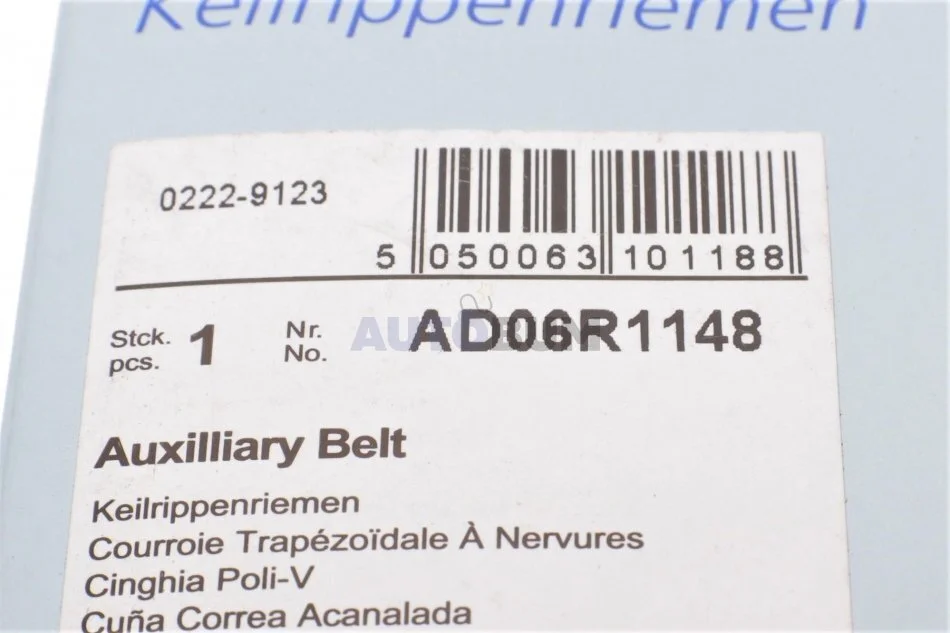 Keilrippenriemen
0222-9123
5 050063 101188
Stck. pcs. 1 Nr. No. AD06R1148
AUTOBUM
Auxilliary Belt
Keilrippenriemen
Courroie Trapézoïdale À Nervures
Cinghia Poli-V
Cuña Correa Acanalada